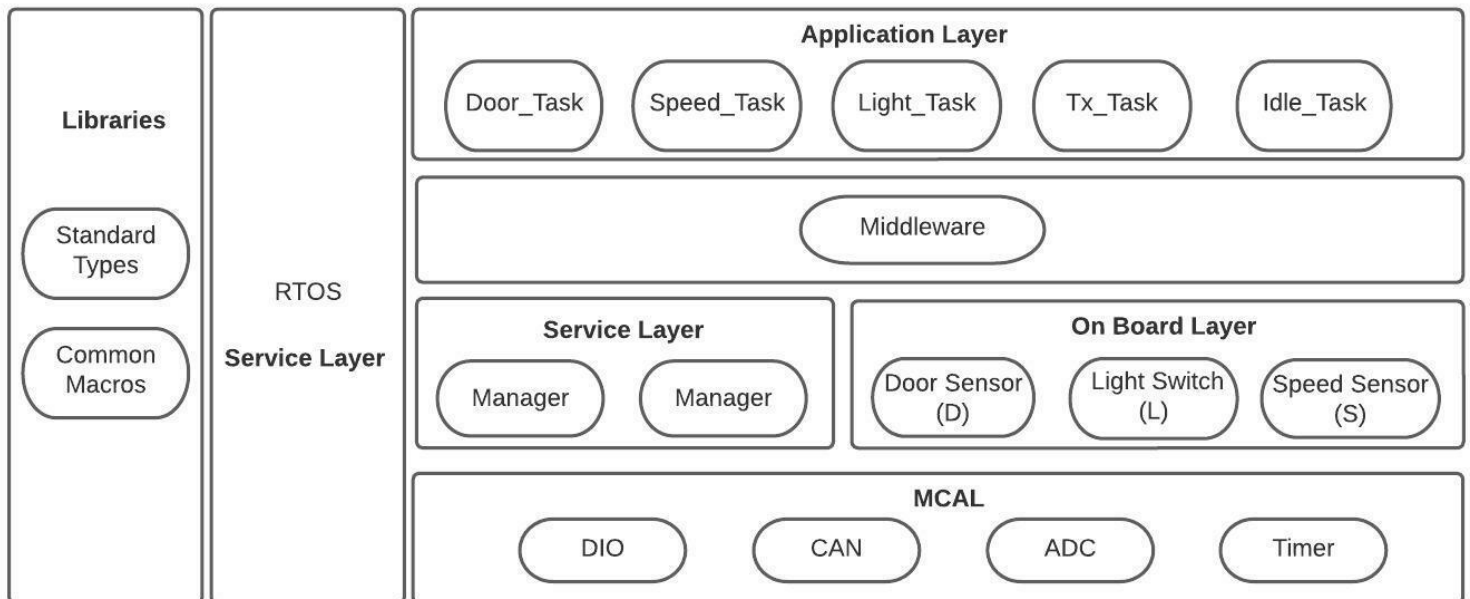 Libraries
Standard
Types
Common
Macros
RTOS
Service Layer
Application Layer
Door_Task
Speed_Task
Light_Task
Tx_Task
Idle_Task
Middleware
Service Layer
Manager
Manager
On Board Layer
Door Sensor
(D)
Light Switch
(L)
Speed Sensor
(S)
MCAL
DIO
CAN
ADC
Timer